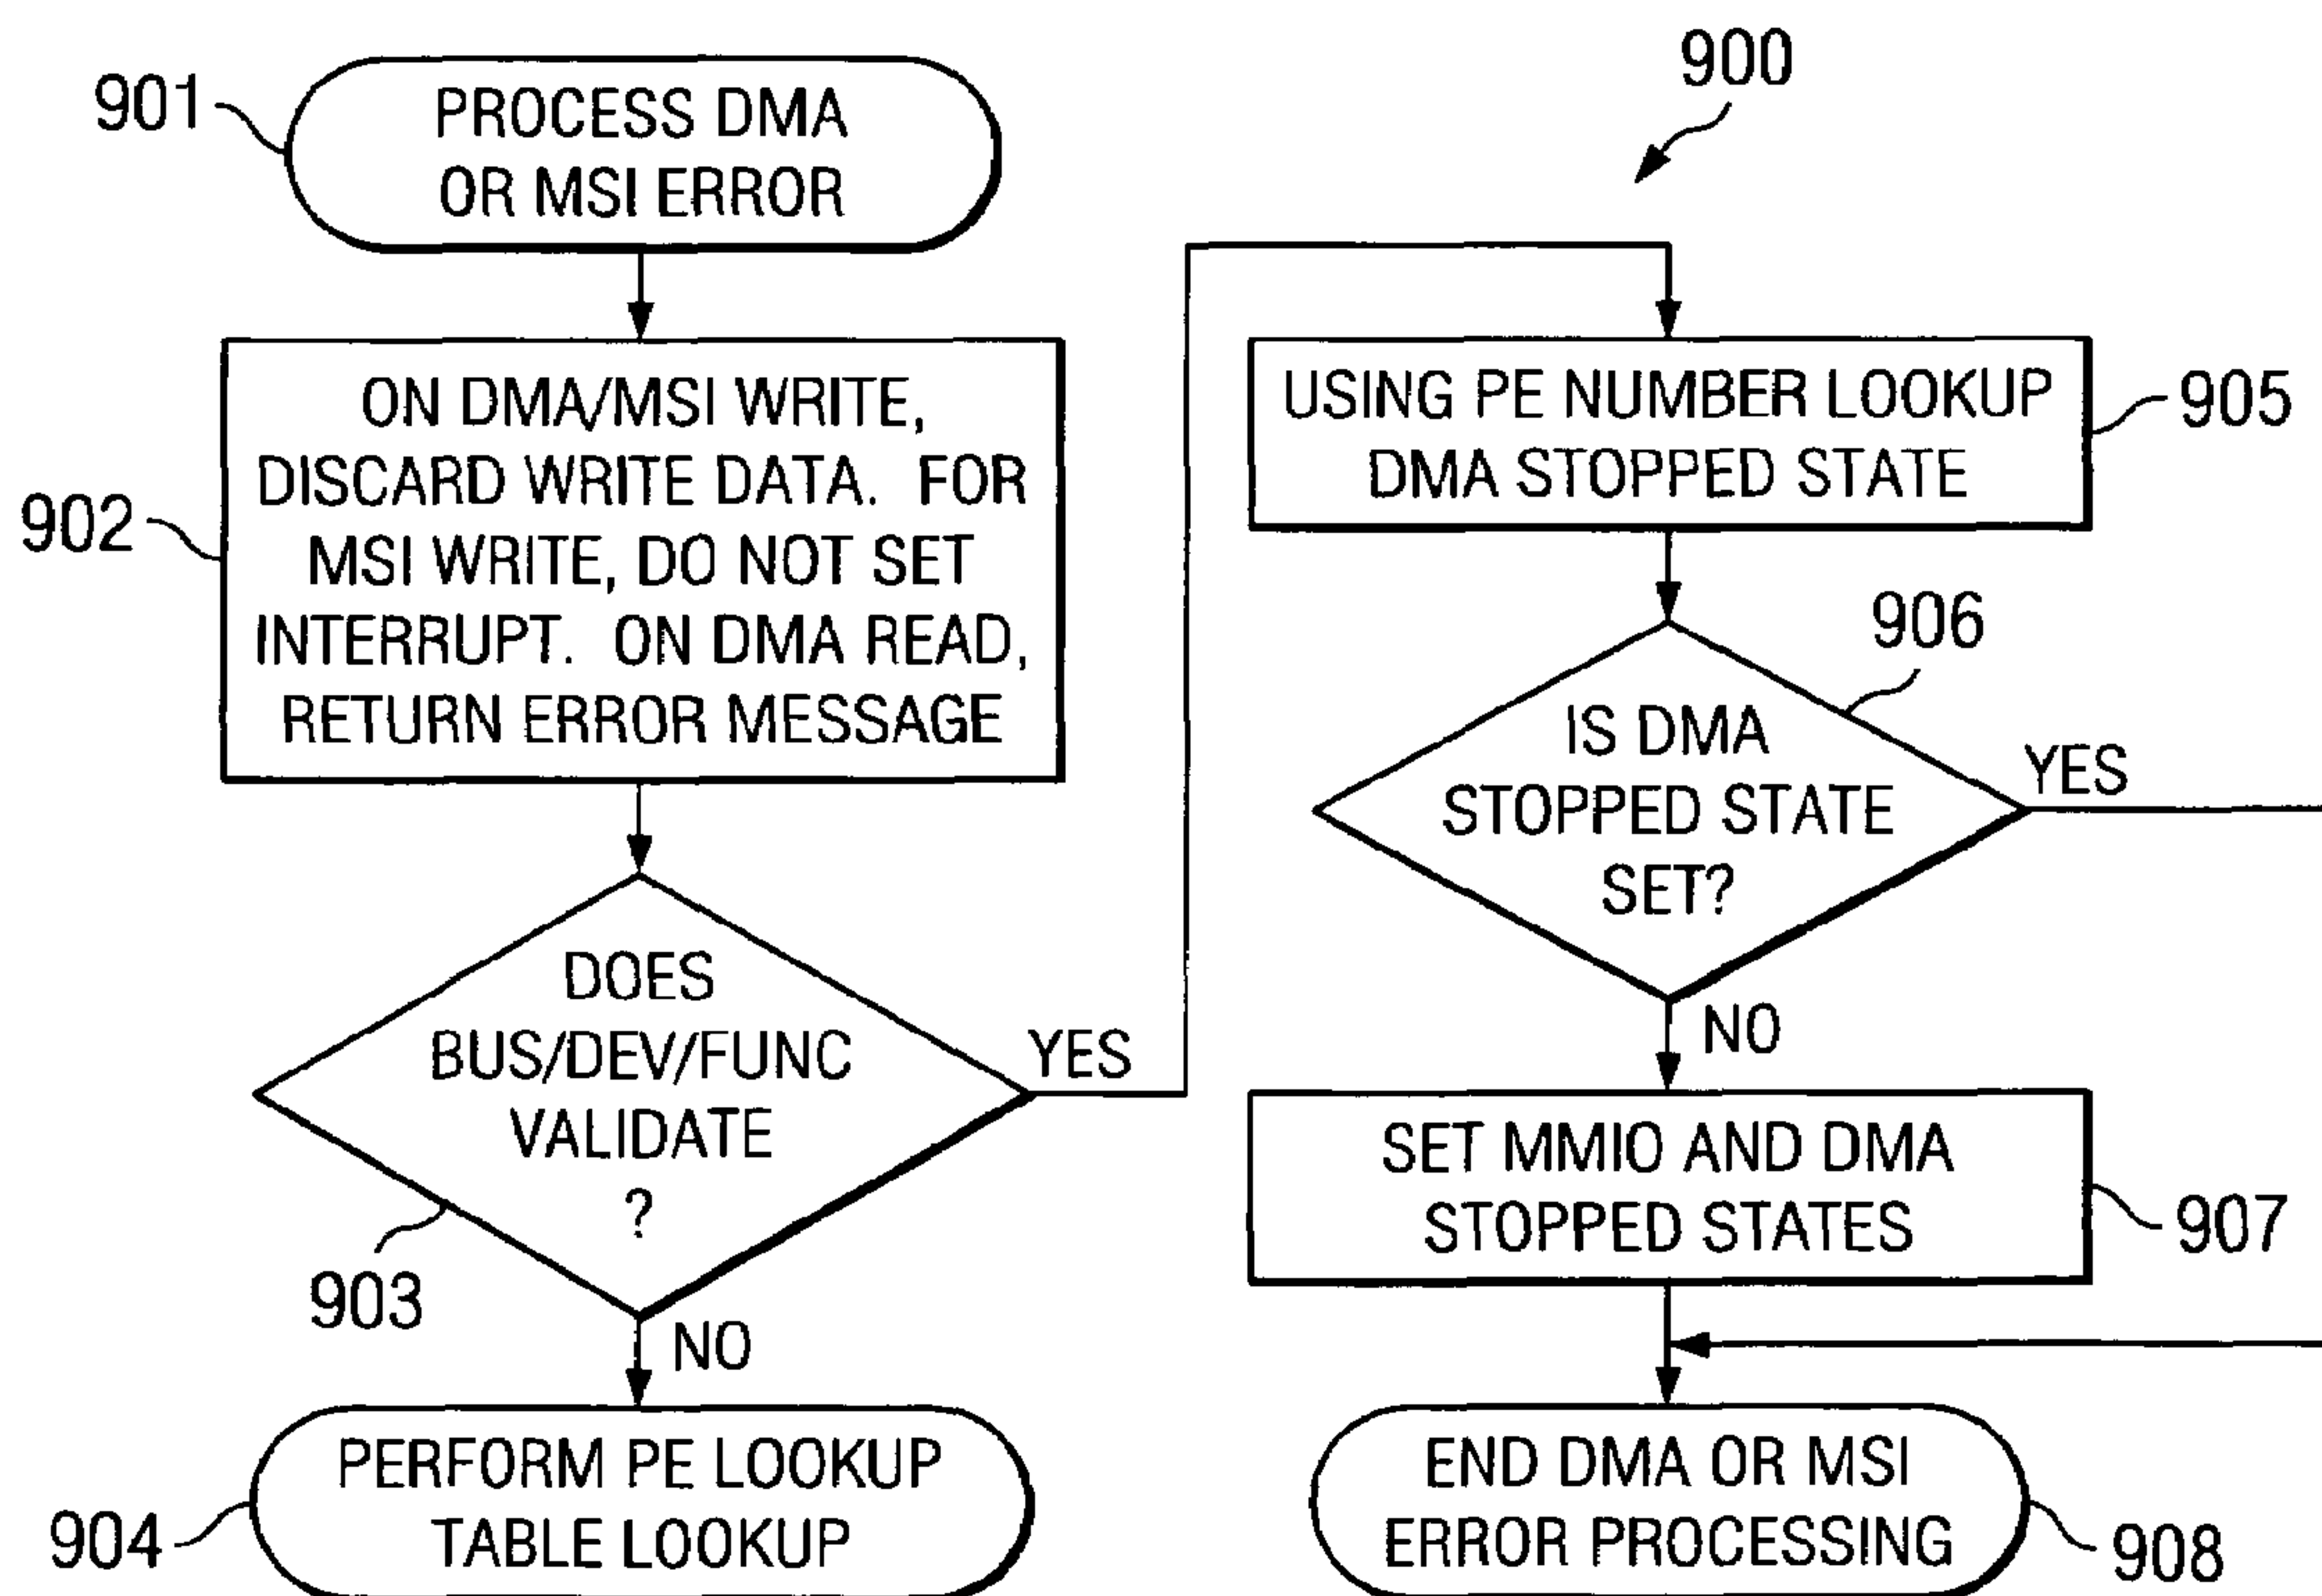 900
901
PROCESS DMA
OR MSI ERROR
902
ON DMA/MSI WRITE,
DISCARD WRITE DATA. FOR
MSI WRITE, DO NOT SET
INTERRUPT. ON DMA READ,
RETURN ERROR MESSAGE
DOES
BUS/DEV/FUNC
VALIDATE
?
YES
903
NO
PERFORM PE LOOKUP
TABLE LOOKUP
904
USING PE NUMBER LOOKUP
DMA STOPPED STATE
905
906
IS DMA
STOPPED STATE
SET?
YES
NO
SET MMIO AND DMA
STOPPED STATES
907
END DMA OR MSI
ERROR PROCESSING
908